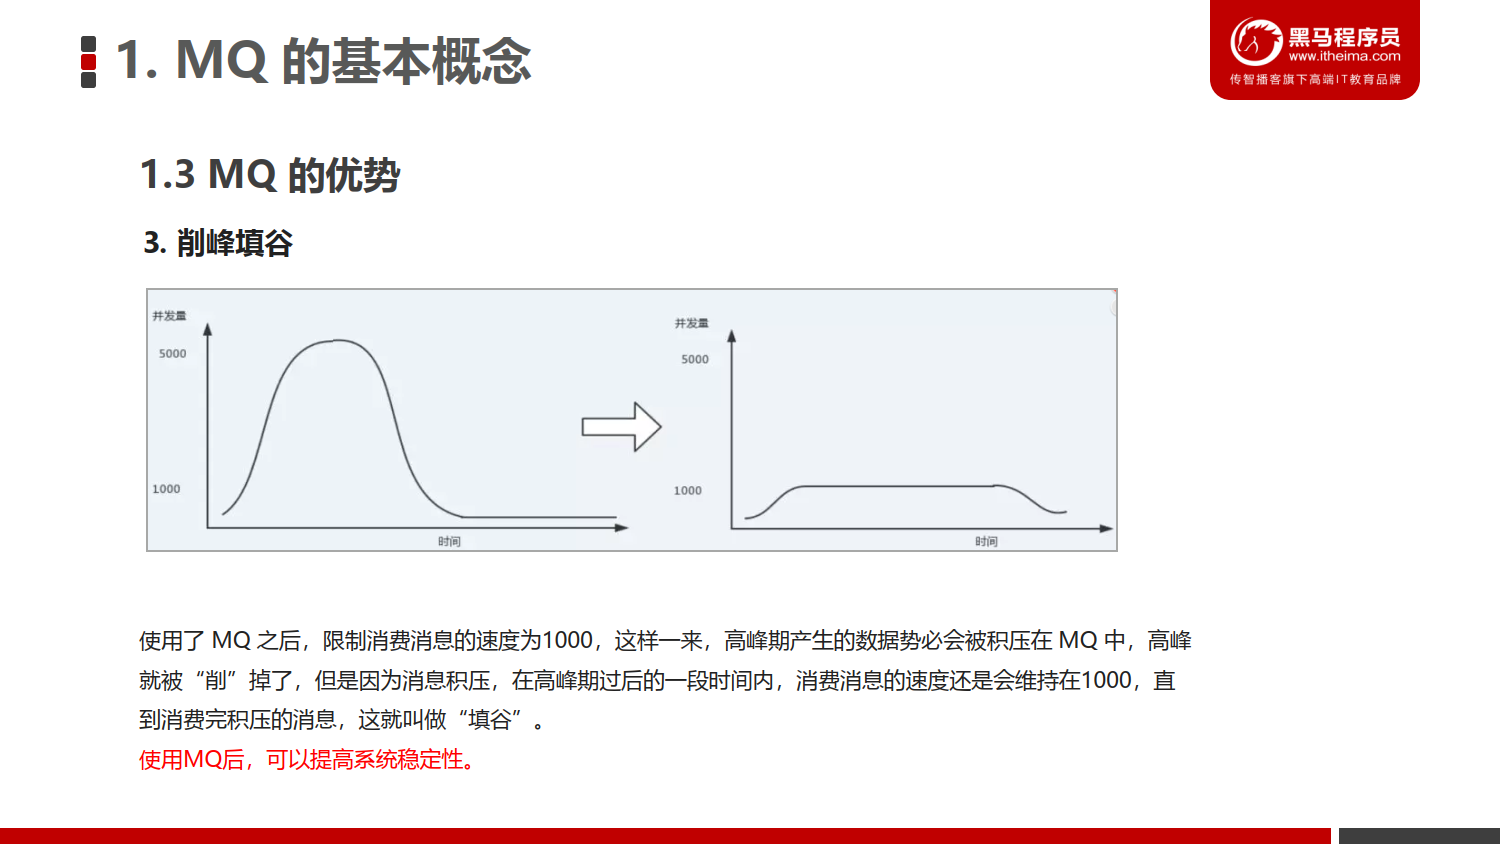 1. MQ 的基本概念
黑马程序员
www.itheima.com
传智播客旗下高端IT教育品牌
1.3 MQ 的优势
3. 削峰填谷
并发量
5000
1000
时间
并发量
5000
1000
时间
使用了 MQ 之后，限制消费消息的速度为1000，这样一来，高峰期产生的数据势必会被积压在 MQ 中，高峰
就被“削”掉了，但是因为消息积压，在高峰期过后的一段时间内，消费消息的速度还是会维持在1000，直
到消费完积压的消息，这就叫做“填谷”。
使用MQ后，可以提高系统稳定性。